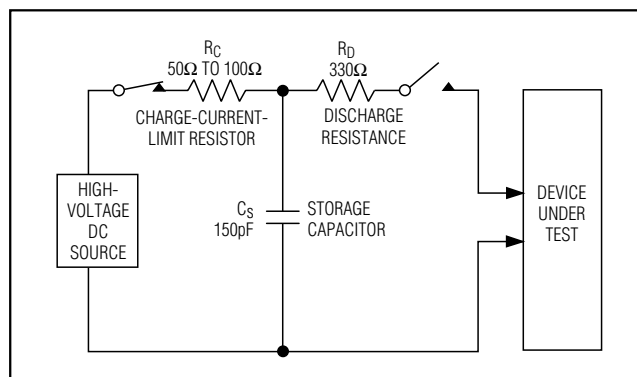 R_C
50Ω TO 100Ω
CHARGE-CURRENT-
LIMIT RESISTOR
R_D
330Ω
DISCHARGE
RESISTANCE
HIGH-
VOLTAGE
DC
SOURCE
C_S
150pF
STORAGE
CAPACITOR
DEVICE
UNDER
TEST